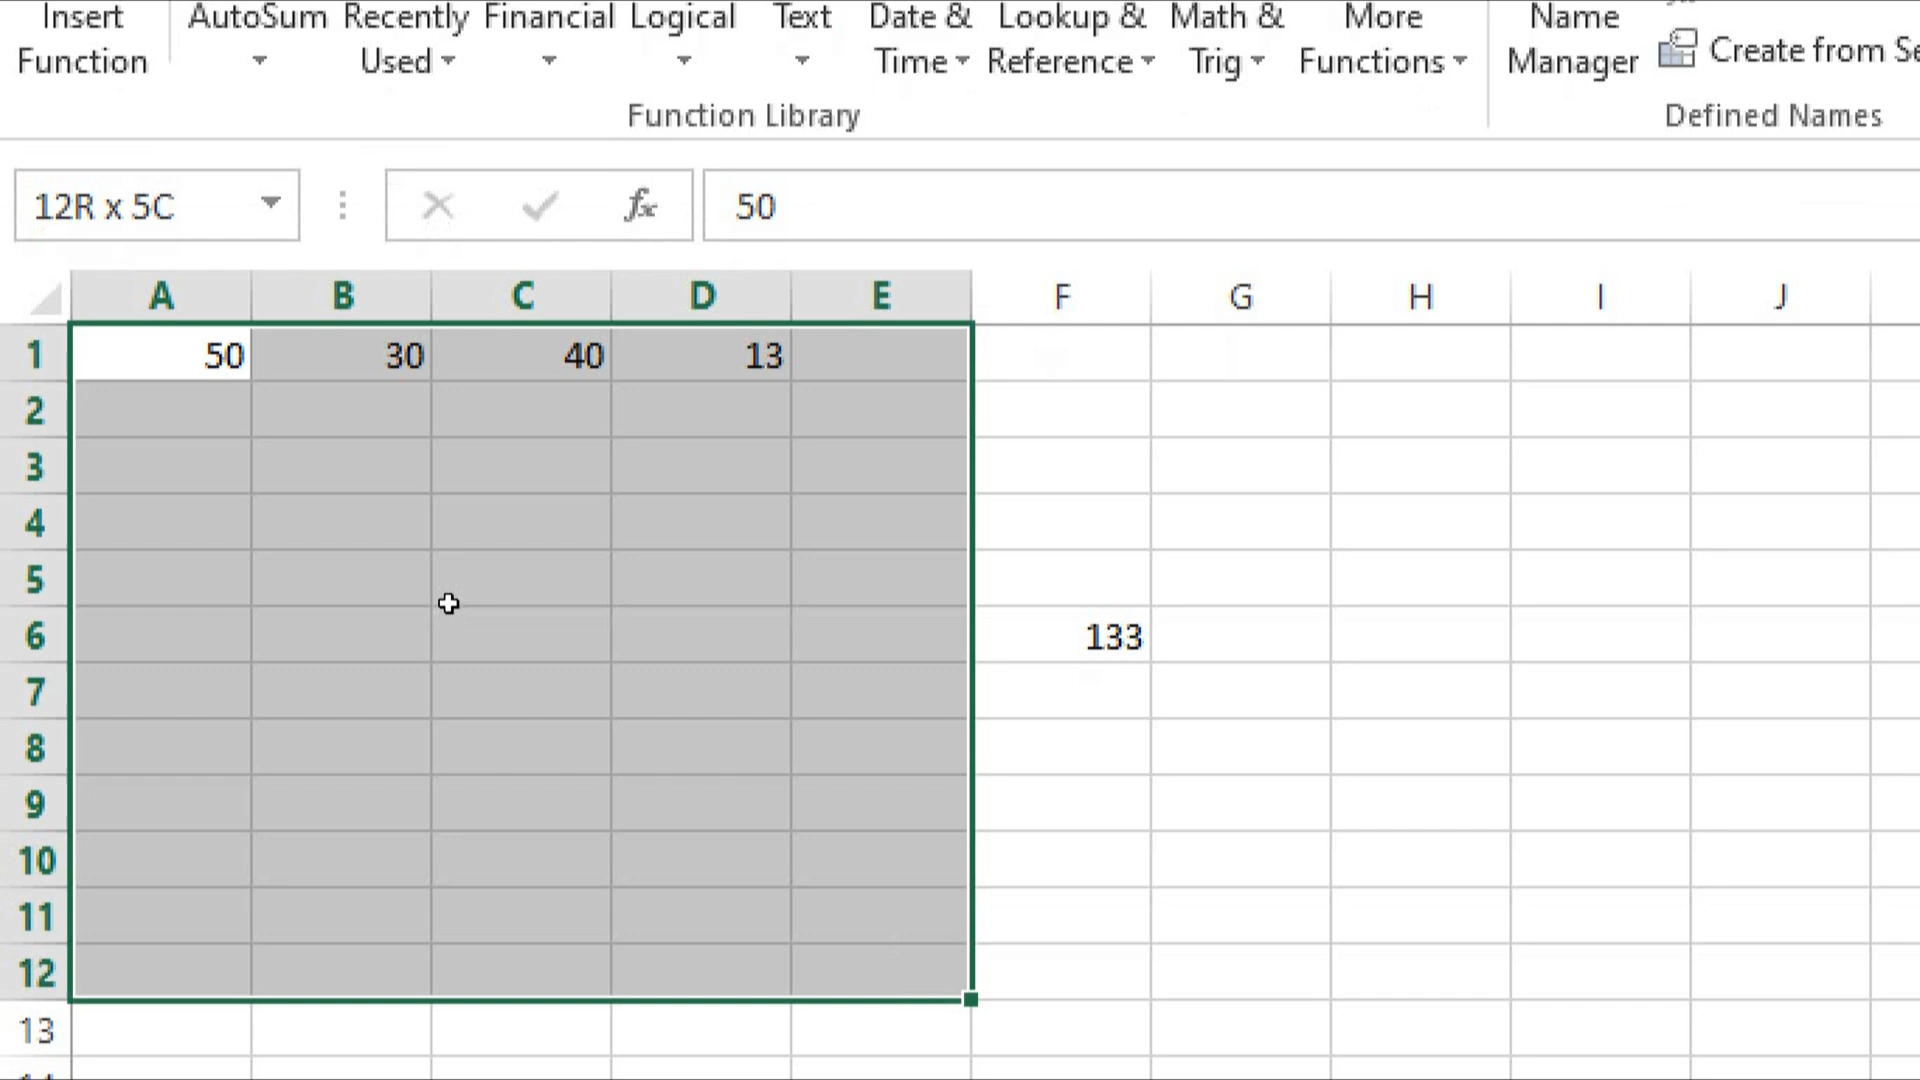 Insert Function
AutoSum
Recently Used
Financial
Logical
Text
Date & Time
Lookup & Reference
Math & Trig
More Functions
Name Manager
Create from
Function Library
Defined Names
12R x 5C
fx
50
A B C D E F G H I J
1 50 30 40 13
2
3
4
5
6 133
7
8
9
10
11
12
13